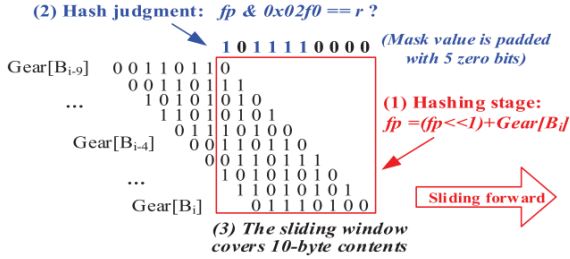 (2) Hash judgment: fp & 0x02f0 == r ?
1 0 1 1 1 1 0 0 0 0
(Mask value is padded
with 5 zero bits)
Gear[Bi-9] 0 0 1 1 0 1 1 0
0 0 1 1 0 1 1 1
... 1 0 1 0 1 0 1 0
1 1 0 1 0 1 0 1
0 1 1 1 0 1 0 0
Gear[Bi-4] 0 0 1 1 0 1 1 0
0 0 1 1 0 1 1 1
... 1 0 1 0 1 0 1 0
1 1 0 1 0 1 0 1
Gear[Bi] 0 1 1 1 0 1 0 0
(1) Hashing stage:
fp =(fp<<1)+Gear[Bi]
Sliding forward
(3) The sliding window
covers 10-byte contents